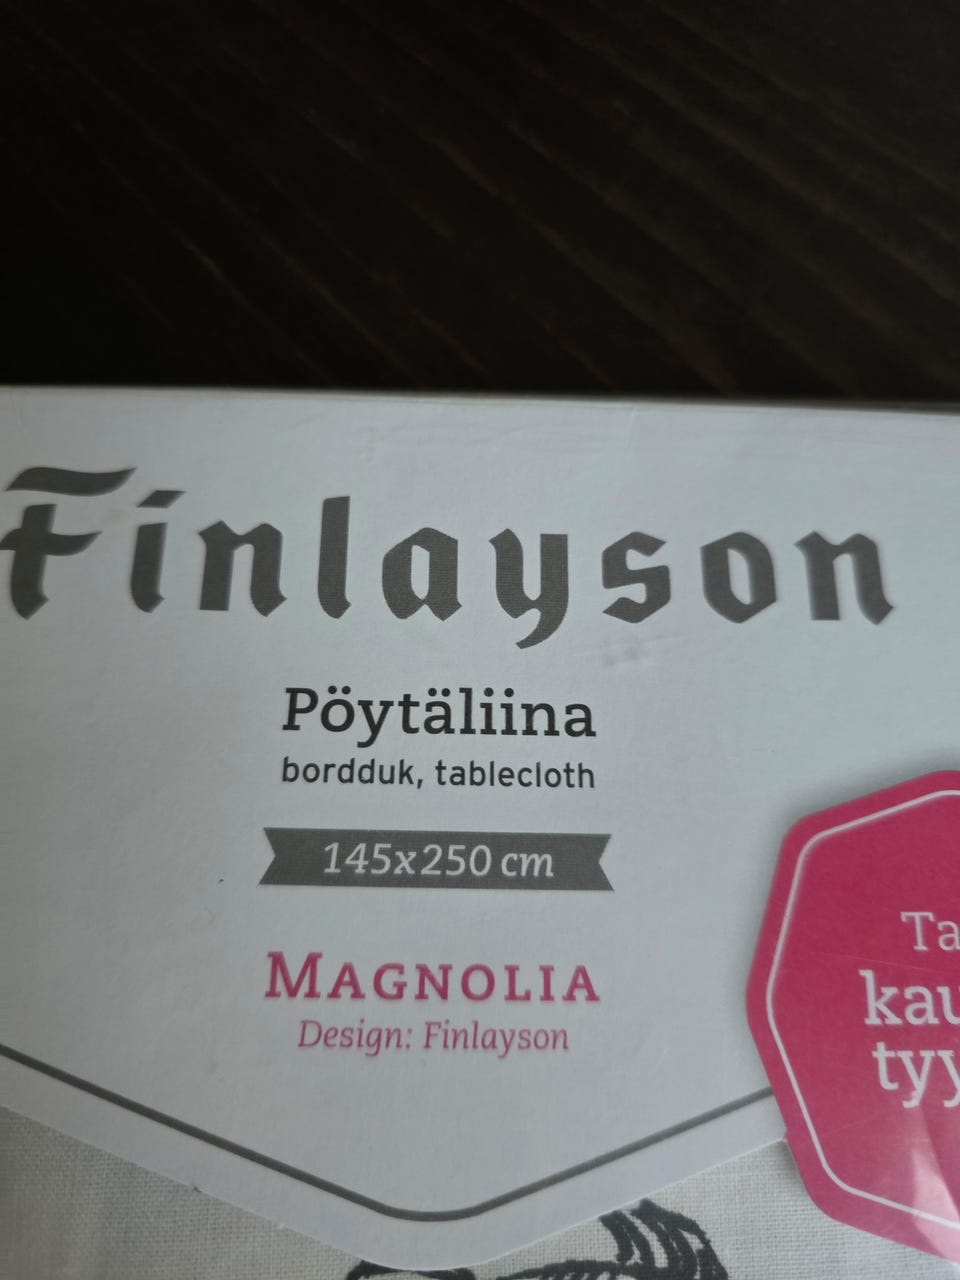 Finlayson
Pöytäliina
bordduk, tablecloth
145x250 cm
MAGNOLIA
Design: Finlayson